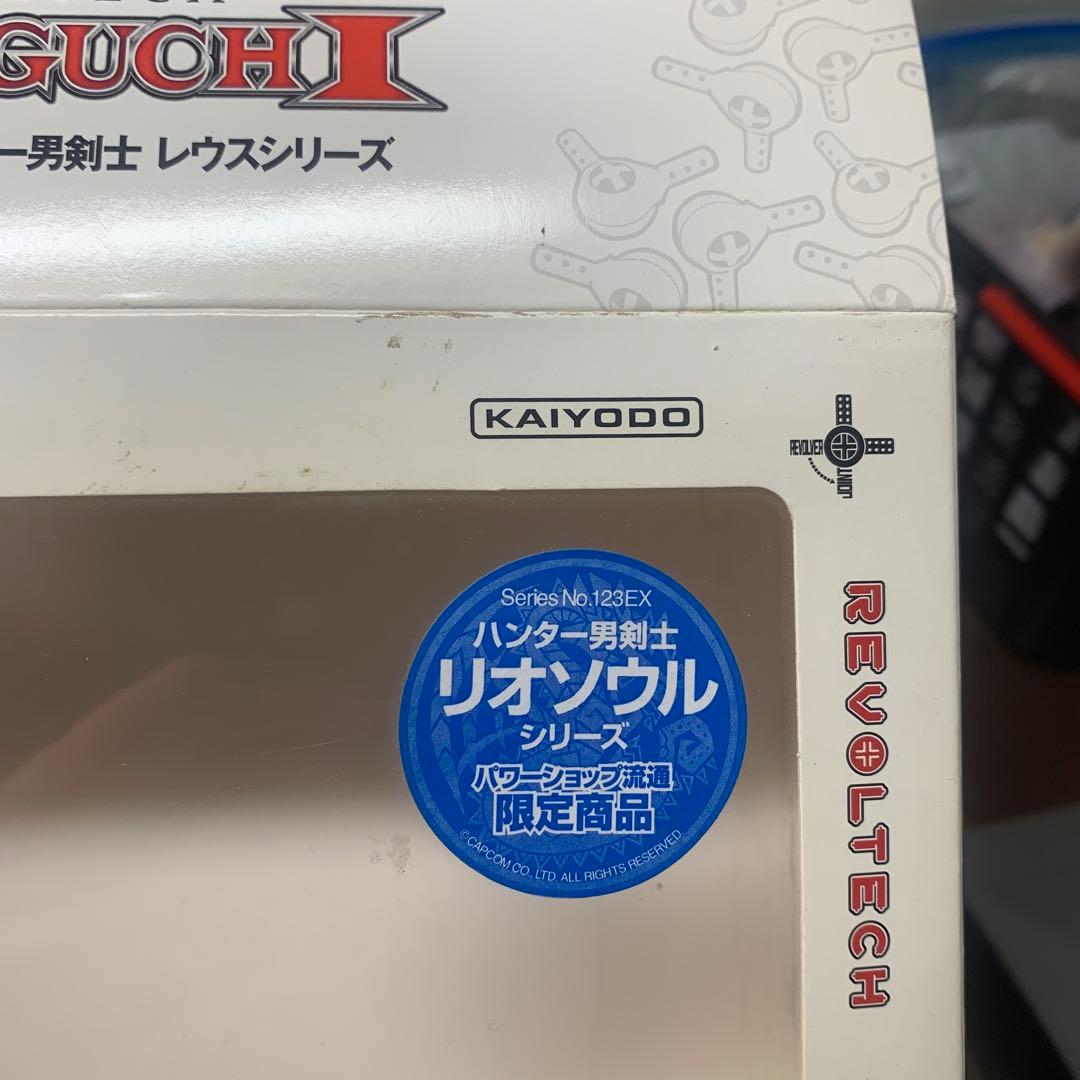 GUCHI
ー男剣士 レウスシリーズ
KAIYODO
REVOLVER
JOINT
REVOLTECH
Series No.123EX
ハンター男剣士
リオソウル
シリーズ
パワーショップ流通
限定商品
©CAPCOM CO., LTD. ALL RIGHTS RESERVED.